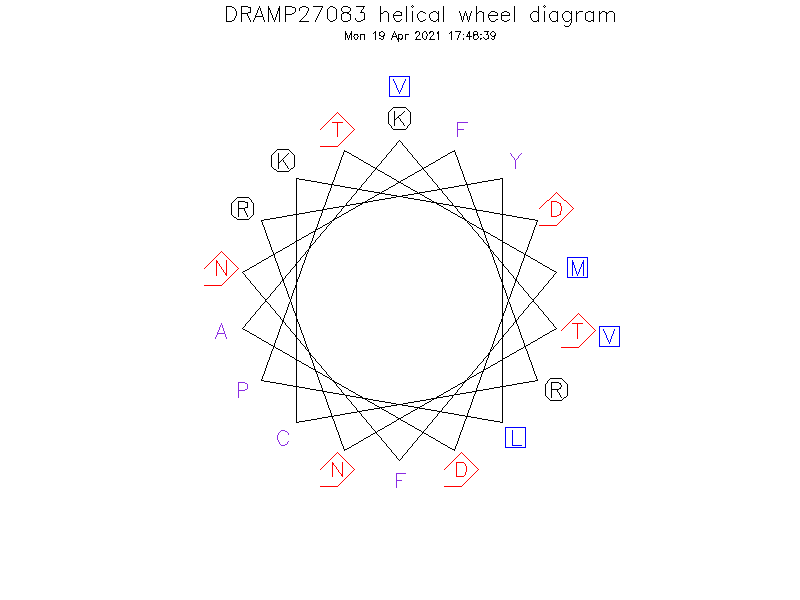 DRAMP27083 helical wheel diagram
Mon 19 Apr 2021 17:48:39
V
K
T F
K Y
R D
N M
A T V
P R
C L
N F D